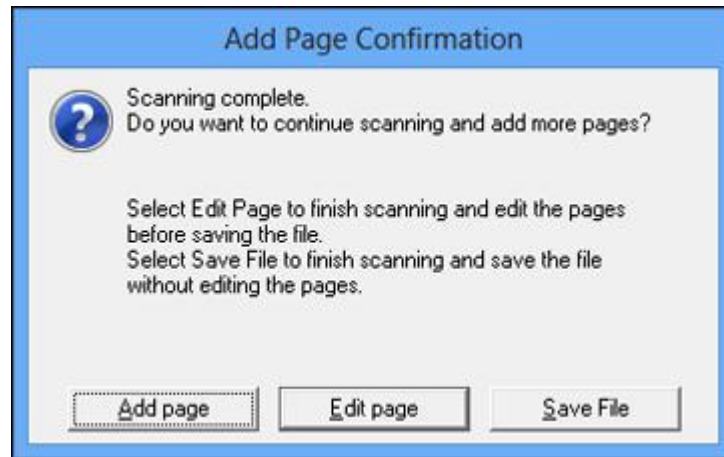 Add Page Confirmation
Scanning complete.
Do you want to continue scanning and add more pages?
Select Edit Page to finish scanning and edit the pages
before saving the file.
Select Save File to finish scanning and save the file
without editing the pages.
Add page
Edit page
Save File